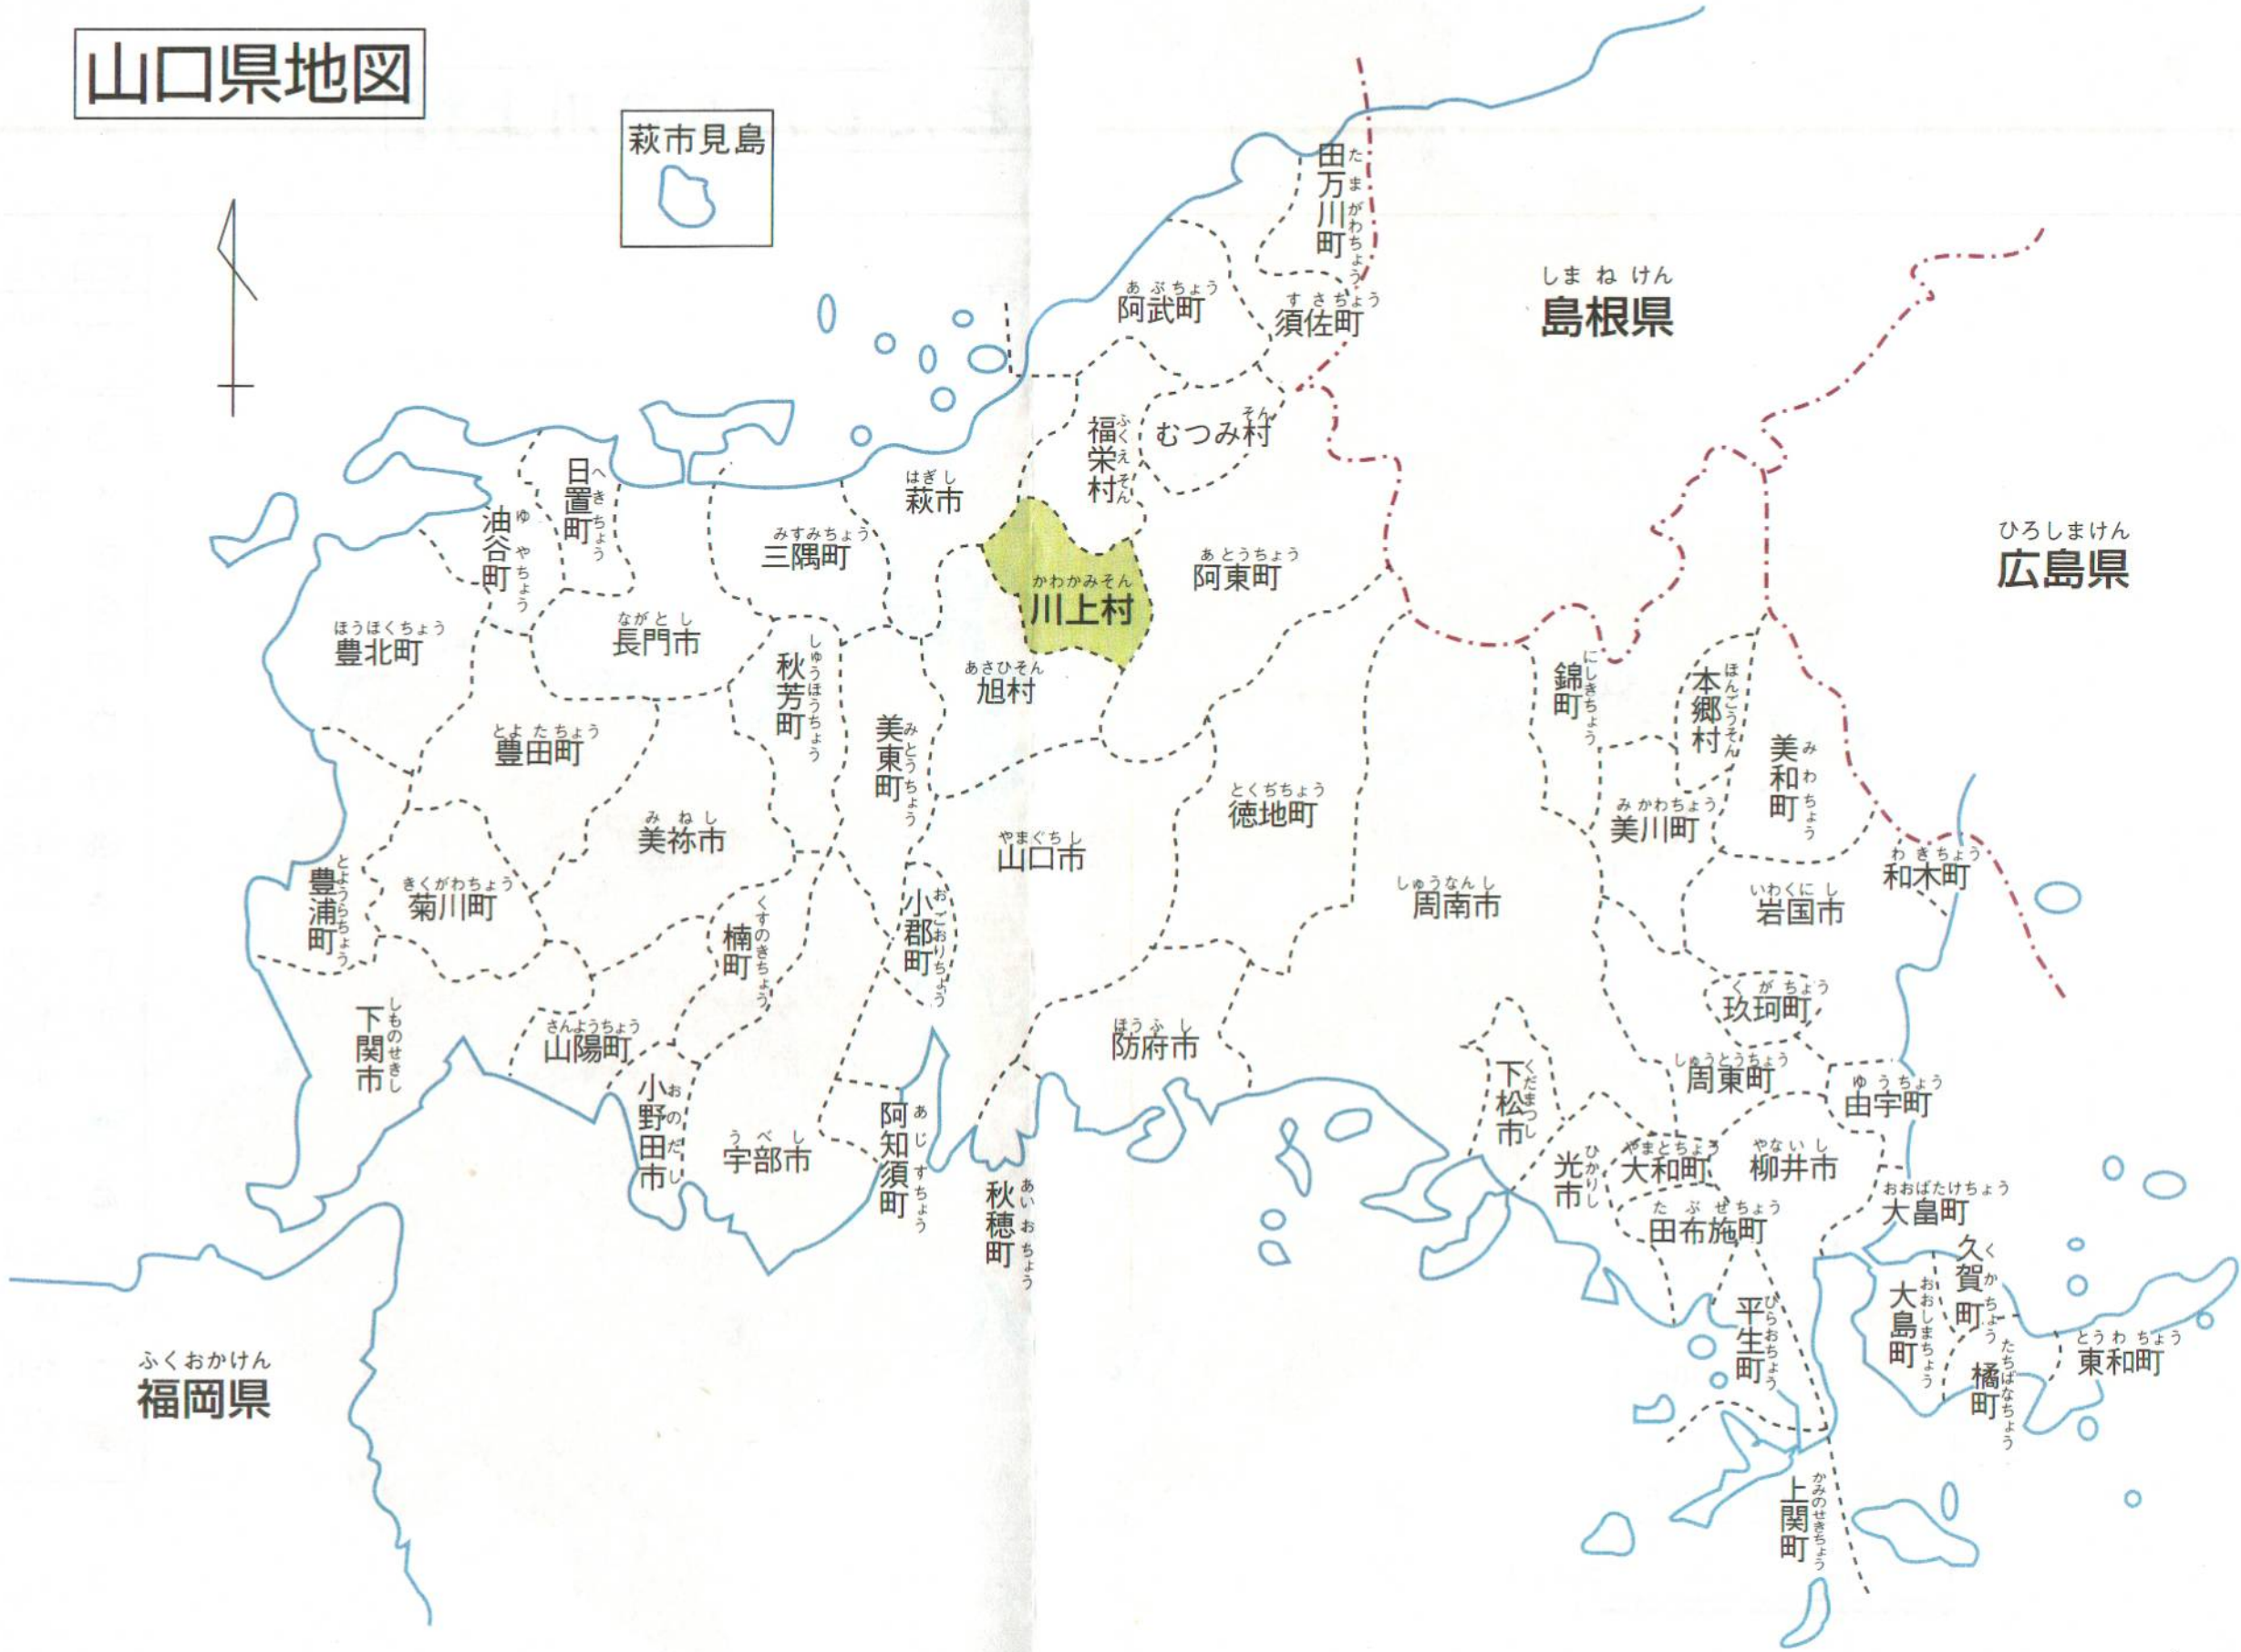 山口県地図
萩市見島
田万川町
たまがわちょう
あぶちょう
阿武町
すさちょう
須佐町
しまねけん
島根県
福栄村
ふくえそん
そん
むつみ村
はぎし
萩市
日置町
へきちょう
油谷町
ゆやちょう
みすみちょう
三隅町
かわかみそん
川上村
あとうちょう
阿東町
ひろしまけん
広島県
ほうほくちょう
豊北町
ながとし
長門市
秋芳町
しゅうほうちょう
あさひそん
旭村
錦町
にしきちょう
本郷村
ほんごうそん
とよたちょう
豊田町
美東町
みとうちょう
美和町
みわちょう
みねし
美祢市
やまぐちし
山口市
とくぢちょう
徳地町
みかわちょう
美川町
わきちょう
和木町
豊浦町
とようらちょう
きくがわちょう
菊川町
楠町
くすのきちょう
小郡町
おごおりちょう
しゅうなんし
周南市
いわくにし
岩国市
くがちょう
玖珂町
下関市
しものせきし
さんようちょう
山陽町
ほうふし
防府市
下松市
くだまつし
しゅうとうちょう
周東町
ゆうちょう
由宇町
小野田市
おのだし
うべし
宇部市
阿知須町
あじすちょう
秋穂町
あいおちょう
光市
ひかりし
やまとちょう
大和町
やないし
柳井市
おおばたけちょう
大畠町
たぶせちょう
田布施町
久賀町
くかちょう
大島町
おおしまちょう
平生町
ひらおちょう
橘町
たちばなちょう
とうわちょう
東和町
ふくおかけん
福岡県
上関町
かみのせきちょう